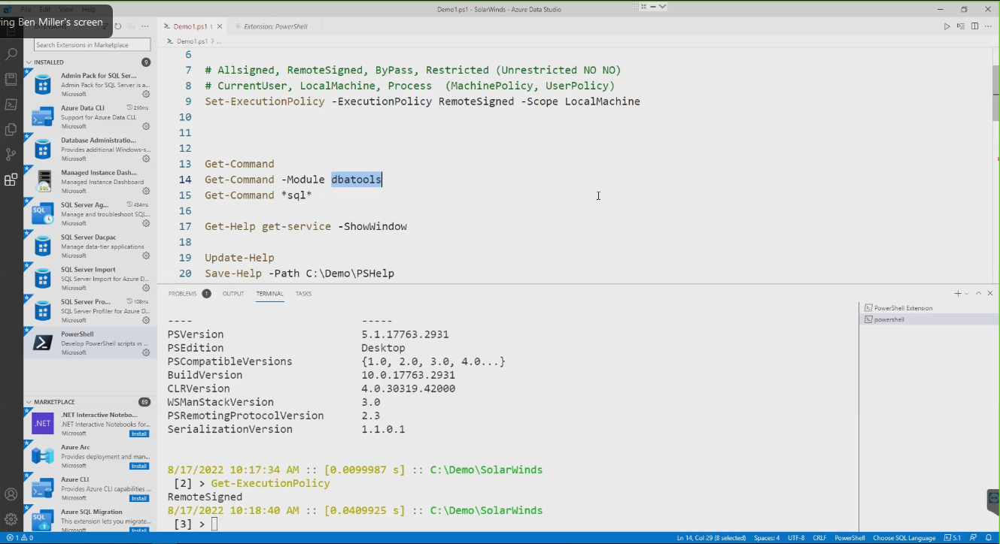 File Edit View Help
Demo1.ps1 - SolarWinds - Azure Data Studio
ing Ben Miller's screen
Search Extensions in Marketplace
INSTALLED 9
Admin Pack for SQL Ser...
Admin Pack for SQL Server is a...
Microsoft
Azure Data CLI 210ms
Support for Azure Data CLI.
Microsoft
Database Administratio...
Provides additional Windows-s...
Microsoft
Managed Instance Dash...
Managed Instance Dashboard
Microsoft
SQL Server Ag... 434ms
Manage and troubleshoot SQL...
Microsoft
SQL Server Dacpac
Manage data-tier applications
Microsoft
SQL Server Import
SQL Server Import for Azure D...
Microsoft
SQL Server Pro... 108ms
SQL Server Profiler for Azure D...
Microsoft
PowerShell
Develop PowerShell scripts in ...
Microsoft
MARKETPLACE 69
.NET Interactive Notebo...
.NET Interactive Notebooks for...
Microsoft Install
Azure Arc
Provides deployment and man...
Microsoft Install
Azure CLI
Provides Azure CLI capabilities ...
Microsoft Install
Azure SQL Migration
This extension lets you migrate...
Microsoft Install
Demo1.ps1 1
Extension: PowerShell
Demo1.ps1 > ...
6
7 # Allsigned, RemoteSigned, ByPass, Restricted (Unrestricted NO NO)
8 # CurrentUser, LocalMachine, Process (MachinePolicy, UserPolicy)
9 Set-ExecutionPolicy -ExecutionPolicy RemoteSigned -Scope LocalMachine
10
11
12
13 Get-Command
14 Get-Command -Module dbatools
15 Get-Command *sql*
16
17 Get-Help get-service -ShowWindow
18
19 Update-Help
20 Save-Help -Path C:\Demo\PSHelp
PROBLEMS 1 OUTPUT TERMINAL TASKS
---- -----
PSVersion 5.1.17763.2931
PSEdition Desktop
PSCompatibleVersions {1.0, 2.0, 3.0, 4.0...}
BuildVersion 10.0.17763.2931
CLRVersion 4.0.30319.42000
WSManStackVersion 3.0
PSRemotingProtocolVersion 2.3
SerializationVersion 1.1.0.1
8/17/2022 10:17:34 AM :: [0.0099987 s] :: C:\Demo\SolarWinds
[2] > Get-ExecutionPolicy
RemoteSigned
8/17/2022 10:18:40 AM :: [0.0409925 s] :: C:\Demo\SolarWinds
[3] >
PowerShell Extension
powershell
1 0
Ln 14, Col 29 (8 selected) Spaces: 4 UTF-8 CRLF PowerShell Choose SQL Language 5.1